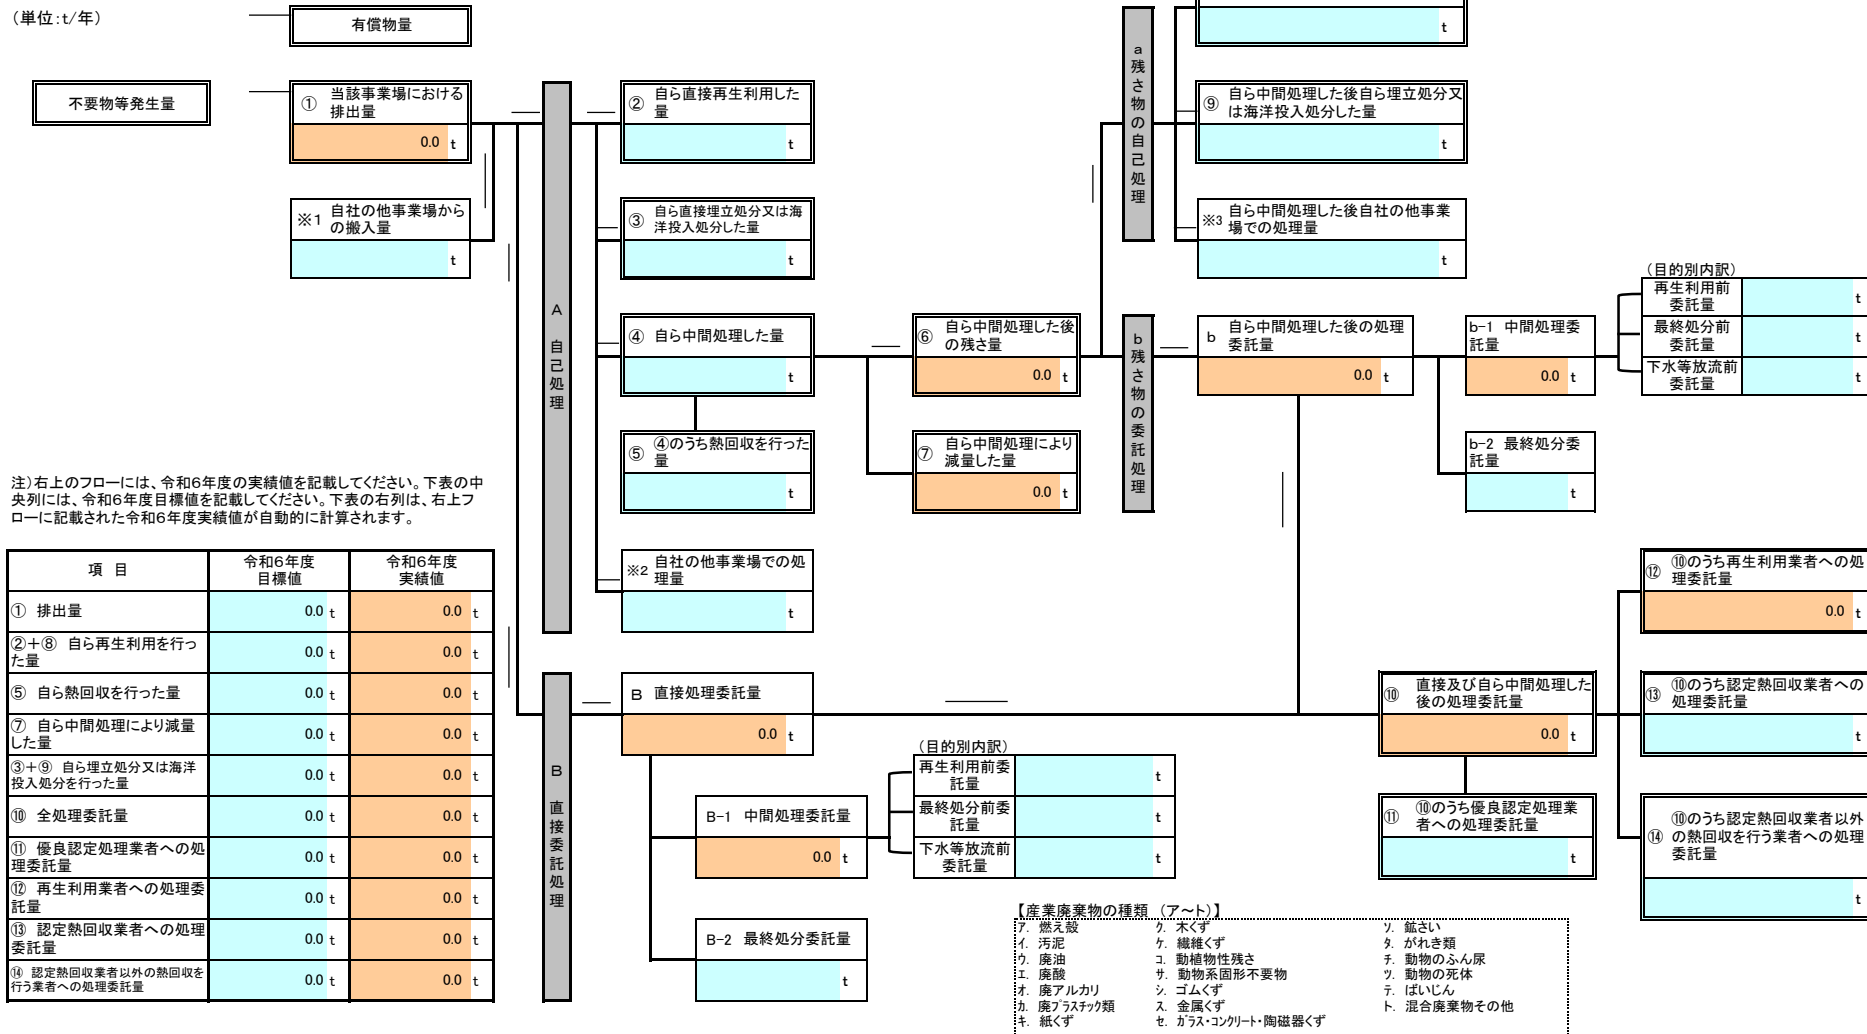 （単位：t/年）
有償物量
不要物等発生量
① 当該事業場における
排出量
0.0 t
※1 自社の他事業場から
の搬入量
t
A 自己処理
② 自ら直接再生利用した
量
t
③ 自ら直接埋立処分又は海
洋投入処分した量
t
④ 自ら中間処理した量
t
⑤ ④のうち熱回収を行った
量
t
※2 自社の他事業場での処
理量
t
⑥ 自ら中間処理した後
の残さ量
0.0 t
⑦ 自ら中間処理により
減量した量
0.0 t
a 残さ物の自己処理
t
⑨ 自ら中間処理した後自ら埋立処分又
は海洋投入処分した量
t
※3 自ら中間処理した後自社の他事業
場での処理量
t
b 残さ物の委託処理
b 自ら中間処理した後の処理
委託量
0.0 t
b-1 中間処理委
託量
0.0 t
b-2 最終処分委
託量
t
（目的別内訳）
再生利用前
委託量
t
最終処分前
委託量
t
下水等放流前
委託量
t
注）右上のフローには、令和6年度の実績値を記載してください。下表の中
央列には、令和6年度目標値を記載してください。下表の右列は、右上フ
ローに記載された令和6年度実績値が自動的に計算されます。
項 目 令和6年度 目標値 令和6年度 実績値
① 排出量 0.0 t 0.0 t
②＋⑧ 自ら再生利用を行っ
た量 0.0 t 0.0 t
⑤ 自ら熱回収を行った量 0.0 t 0.0 t
⑦ 自ら中間処理により減量
した量 0.0 t 0.0 t
③＋⑨ 自ら埋立処分又は海洋
投入処分を行った量 0.0 t 0.0 t
⑩ 全処理委託量 0.0 t 0.0 t
⑪ 優良認定処理業者への処
理委託量 0.0 t 0.0 t
⑫ 再生利用業者への処理委
託量 0.0 t 0.0 t
⑬ 認定熱回収業者への処理
委託量 0.0 t 0.0 t
⑭ 認定熱回収業者以外の熱回収を
行う業者への処理委託量 0.0 t 0.0 t
B 直接委託処理
B 直接処理委託量
0.0 t
B-1 中間処理委託量
0.0 t
B-2 最終処分委託量
t
（目的別内訳）
再生利用前委
託量
t
最終処分前委
託量
t
下水等放流前
委託量
t
⑩ 直接及び自ら中間処理した
後の処理委託量
0.0 t
⑪ ⑩のうち優良認定処理業
者への処理委託量
t
⑫ ⑩のうち再生利用業者への処
理委託量
0.0 t
⑬ ⑩のうち認定熱回収業者への
処理委託量
t
⑭ ⑩のうち認定熱回収業者以外
の熱回収を行う業者への処理
委託量
t
【産業廃棄物の種類 （ア～ト）】
ア. 燃え殻
イ. 汚泥
ウ. 廃油
エ. 廃酸
オ. 廃アルカリ
カ. 廃プラスチック類
キ. 紙くず
ク. 木くず
ケ. 繊維くず
コ. 動植物性残さ
サ. 動物系固形不要物
シ. ゴムくず
ス. 金属くず
セ. ガラス・コンクリート・陶磁器くず
ソ. 鉱さい
タ. がれき類
チ. 動物のふん尿
ツ. 動物の死体
テ. ばいじん
ト. 混合廃棄物その他